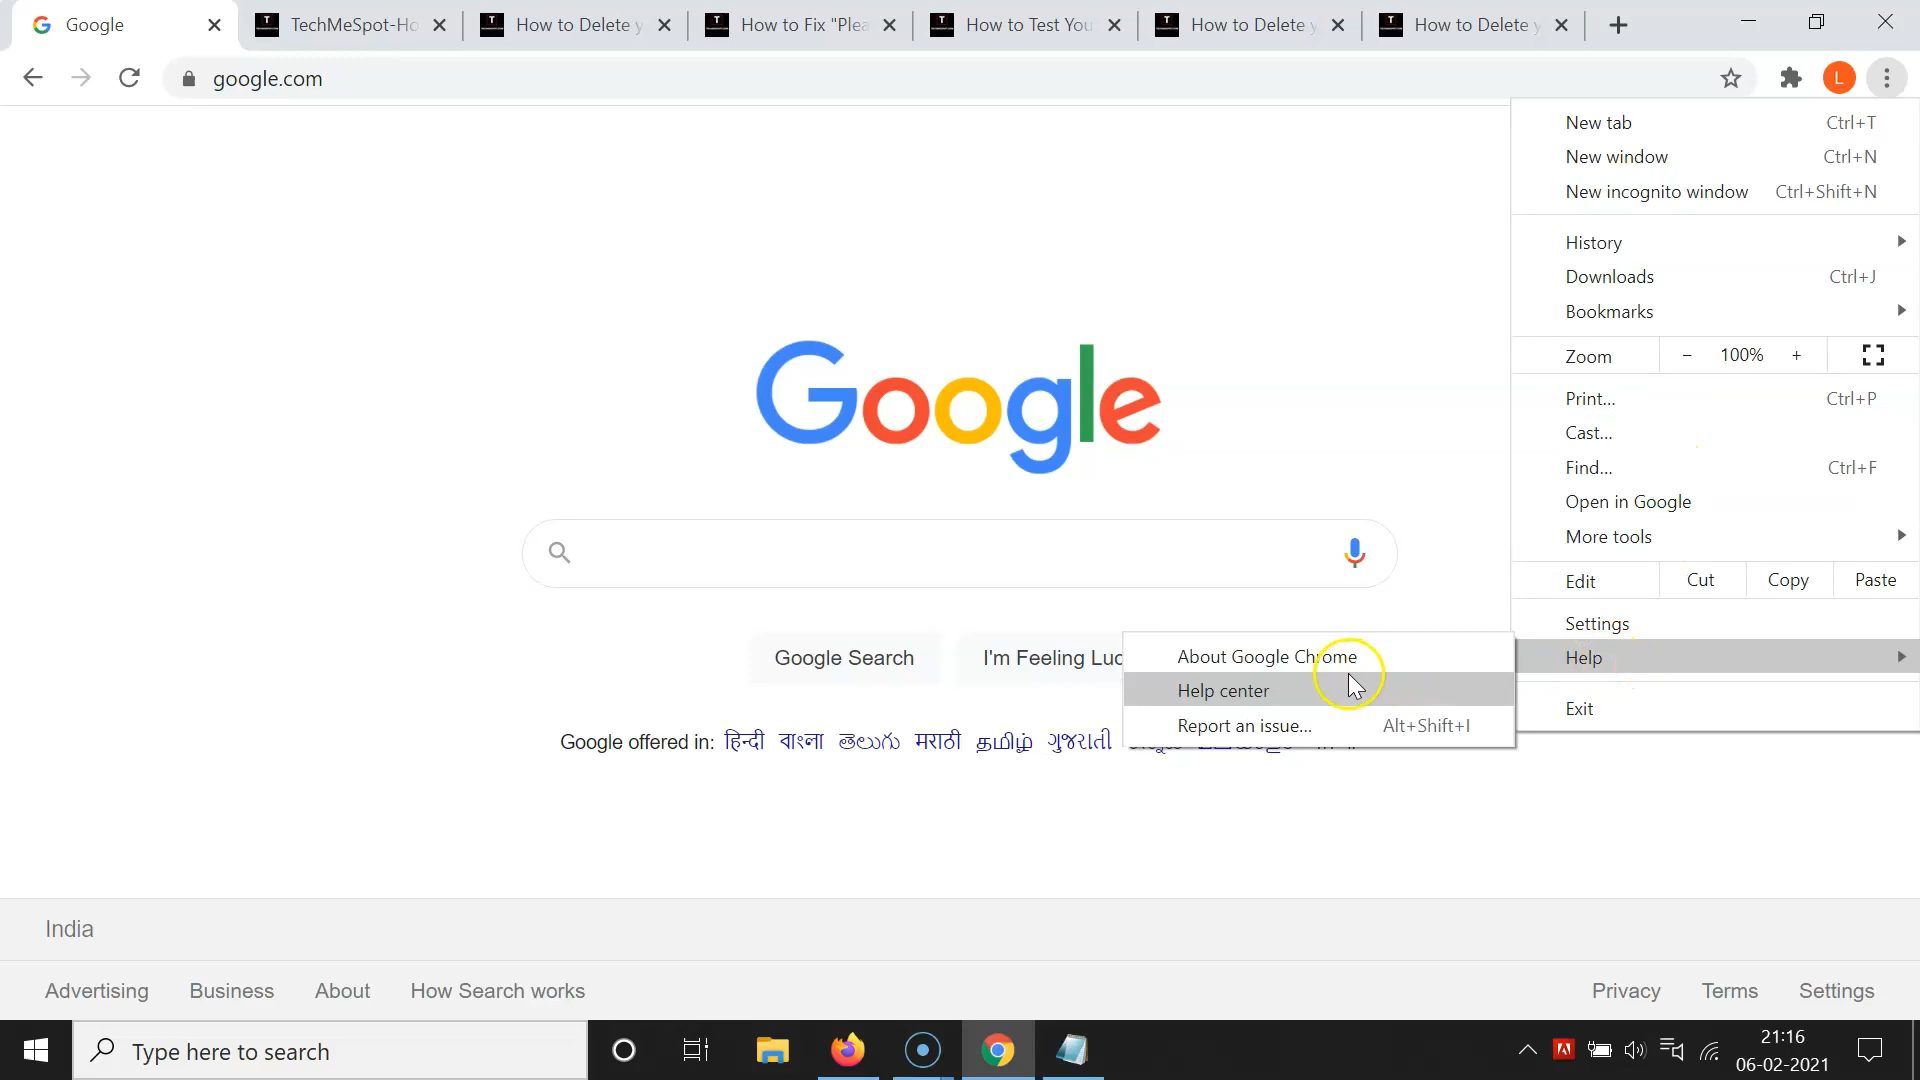 Google
TechMeSpot-Ho
How to Delete y
How to Fix "Plea
How to Test You
How to Delete y
How to Delete y
google.com
L
New tab Ctrl+T
New window Ctrl+N
New incognito window Ctrl+Shift+N
History
Downloads Ctrl+J
Bookmarks
Zoom - 100% +
Print... Ctrl+P
Cast...
Find... Ctrl+F
Open in Google
More tools
Edit Cut Copy Paste
Settings
Help
Exit
Google
Google Search
I'm Feeling Luc
About Google Chrome
Help center
Report an issue... Alt+Shift+I
Google offered in: हिन्दी বাংলা తెలుగు मराठी தமிழ் ગુજરાતી
India
Advertising Business About How Search works
Privacy Terms Settings
Type here to search
21:16
06-02-2021